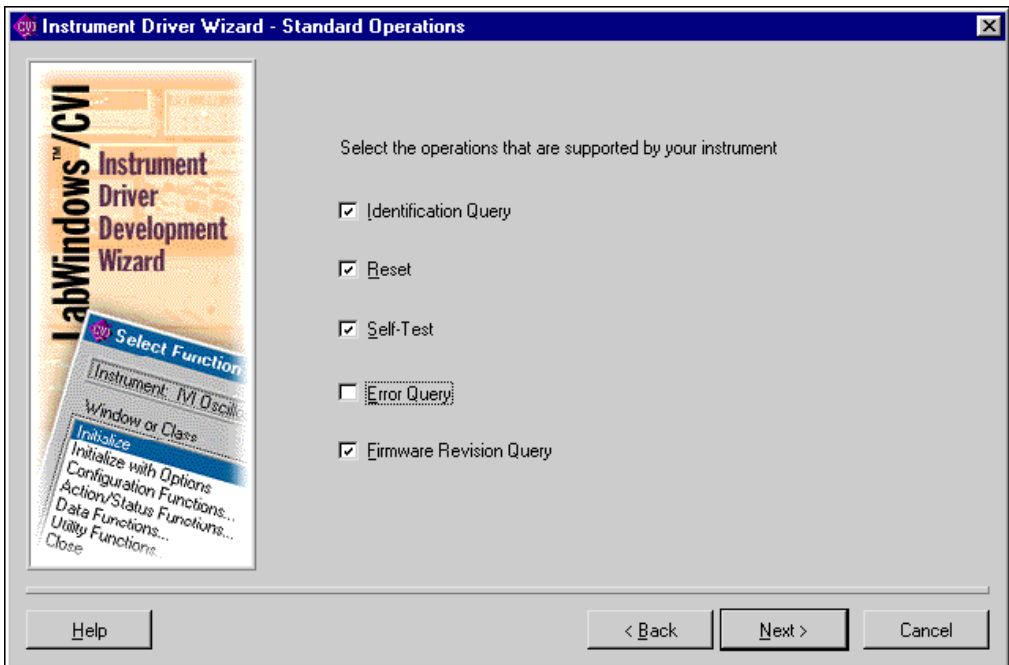 CVI Instrument Driver Wizard - Standard Operations
LabWindows™/CVI
Instrument
Driver
Development
Wizard
CVI Select Function
Instrument: IVI Oscill
Window or Class
Initialize
Initialize with Options
Configuration Functions...
Action/Status Functions...
Data Functions...
Utility Functions...
Close
Select the operations that are supported by your instrument
Identification Query
Reset
Self-Test
Error Query
Firmware Revision Query
Help
< Back
Next >
Cancel